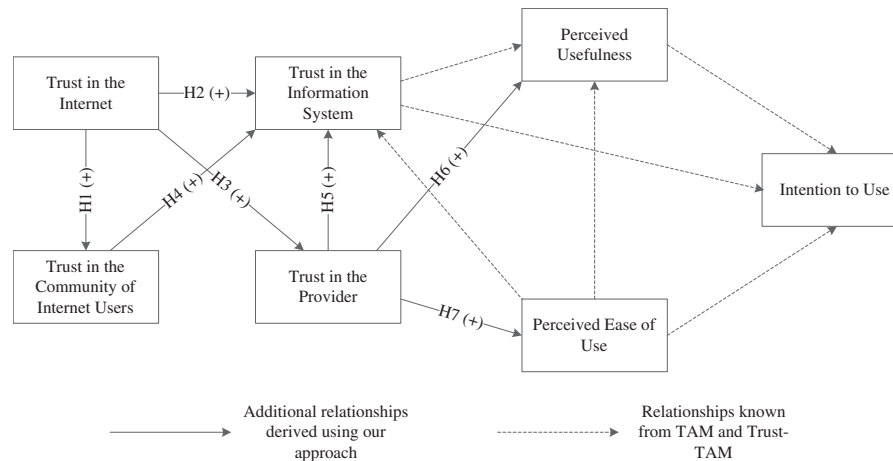 Perceived
Usefulness
Trust in the
Internet
H2 (+)
Trust in the
Information
System
H1 (+)
H4 (+)
H3 (+)
H5 (+)
H6 (+)
Intention to Use
Trust in the
Community of
Internet Users
Trust in the
Provider
H7 (+)
Perceived Ease of
Use
Additional relationships
derived using our
approach
Relationships known
from TAM and Trust-
TAM